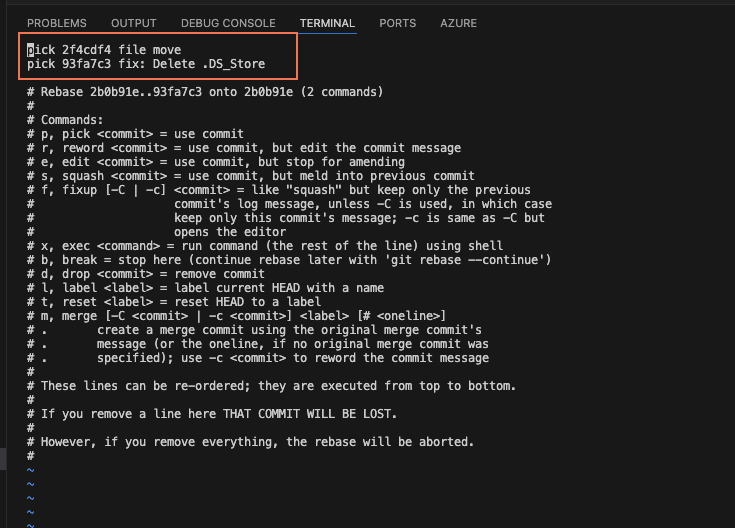 PROBLEMS OUTPUT DEBUG CONSOLE TERMINAL PORTS AZURE
pick 2f4cdf4 file move
pick 93fa7c3 fix: Delete .DS_Store
# Rebase 2b0b91e..93fa7c3 onto 2b0b91e (2 commands)
#
# Commands:
# p, pick <commit> = use commit
# r, reword <commit> = use commit, but edit the commit message
# e, edit <commit> = use commit, but stop for amending
# s, squash <commit> = use commit, but meld into previous commit
# f, fixup [-C | -c] <commit> = like "squash" but keep only the previous
#                    commit's log message, unless -C is used, in which case
#                    keep only this commit's message; -c is same as -C but
#                    opens the editor
# x, exec <command> = run command (the rest of the line) using shell
# b, break = stop here (continue rebase later with 'git rebase --continue')
# d, drop <commit> = remove commit
# l, label <label> = label current HEAD with a name
# t, reset <label> = reset HEAD to a label
# m, merge [-C <commit> | -c <commit>] <label> [# <oneline>]
# .       create a merge commit using the original merge commit's
# .       message (or the oneline, if no original merge commit was
# .       specified); use -c <commit> to reword the commit message
#
# These lines can be re-ordered; they are executed from top to bottom.
#
# If you remove a line here THAT COMMIT WILL BE LOST.
#
# However, if you remove everything, the rebase will be aborted.
#
~
~
~
~
~